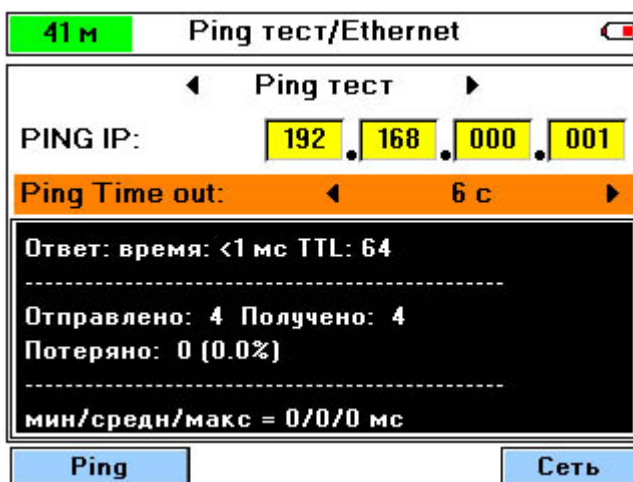 41 м Ping тест/Ethernet
Ping тест
PING IP: 192.168.000.001
Ping Time out: 6 с
Ответ: время: <1 мс TTL: 64
------------------------------------------------
Отправлено: 4 Получено: 4
Потеряно: 0 (0.0%)
------------------------------------------------
мин/средн/макс = 0/0/0 мс
Ping Сеть